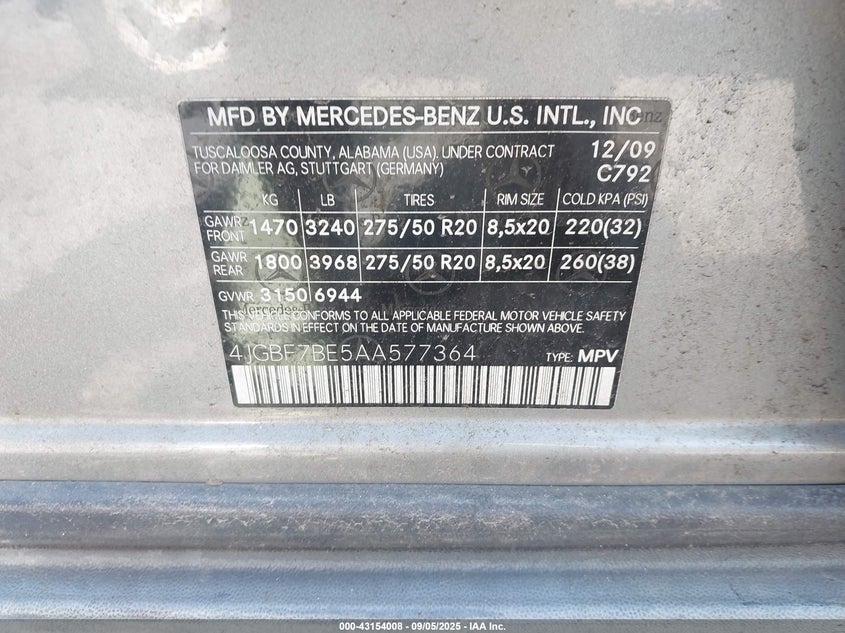 MFD BY MERCEDES-BENZ U.S. INTL., INC
TUSCALOOSA COUNTY, ALABAMA (USA). UNDER CONTRACT 12/09
FOR DAIMLER AG, STUTTGART (GERMANY) C792
KG LB TIRES RIM SIZE COLD KPA (PSI)
GAWR FRONT 1470 3240 275/50 R20 8,5x20 220(32)
GAWR REAR 1800 3968 275/50 R20 8,5x20 260(38)
GVWR 3150 6944
THIS VEHICLE CONFORMS TO ALL APPLICABLE FEDERAL MOTOR VEHICLE SAFETY
STANDARDS IN EFFECT ON THE DATE OF MANUFACTURE SHOWN ABOVE.
4JGBF7BE5AA577364 TYPE: MPV
000-43154008 - 09/05/2025 - IAA Inc.